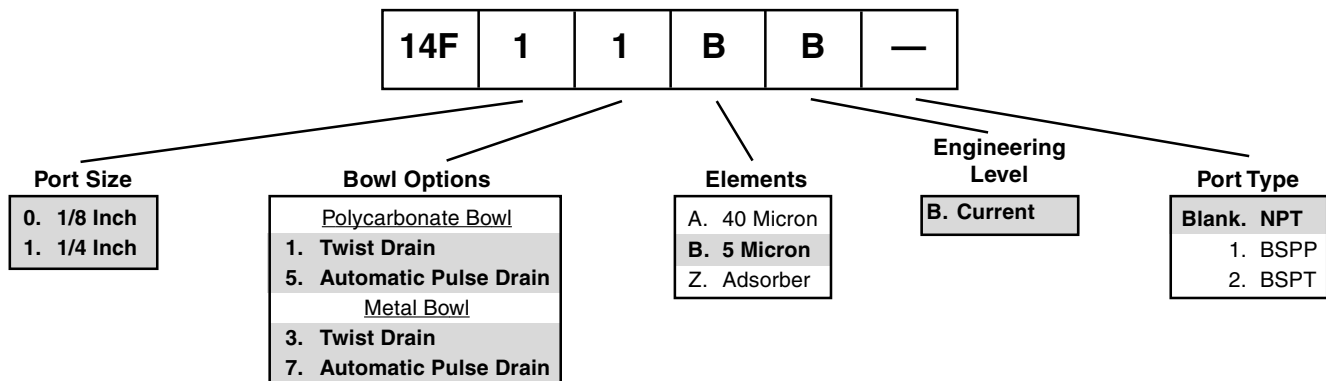 14F 1 1 B B —
Port Size
0. 1/8 Inch
1. 1/4 Inch
Bowl Options
Polycarbonate Bowl
1. Twist Drain
5. Automatic Pulse Drain
Metal Bowl
3. Twist Drain
7. Automatic Pulse Drain
Elements
A. 40 Micron
B. 5 Micron
Z. Adsorber
Engineering
Level
B. Current
Port Type
Blank. NPT
1. BSPP
2. BSPT